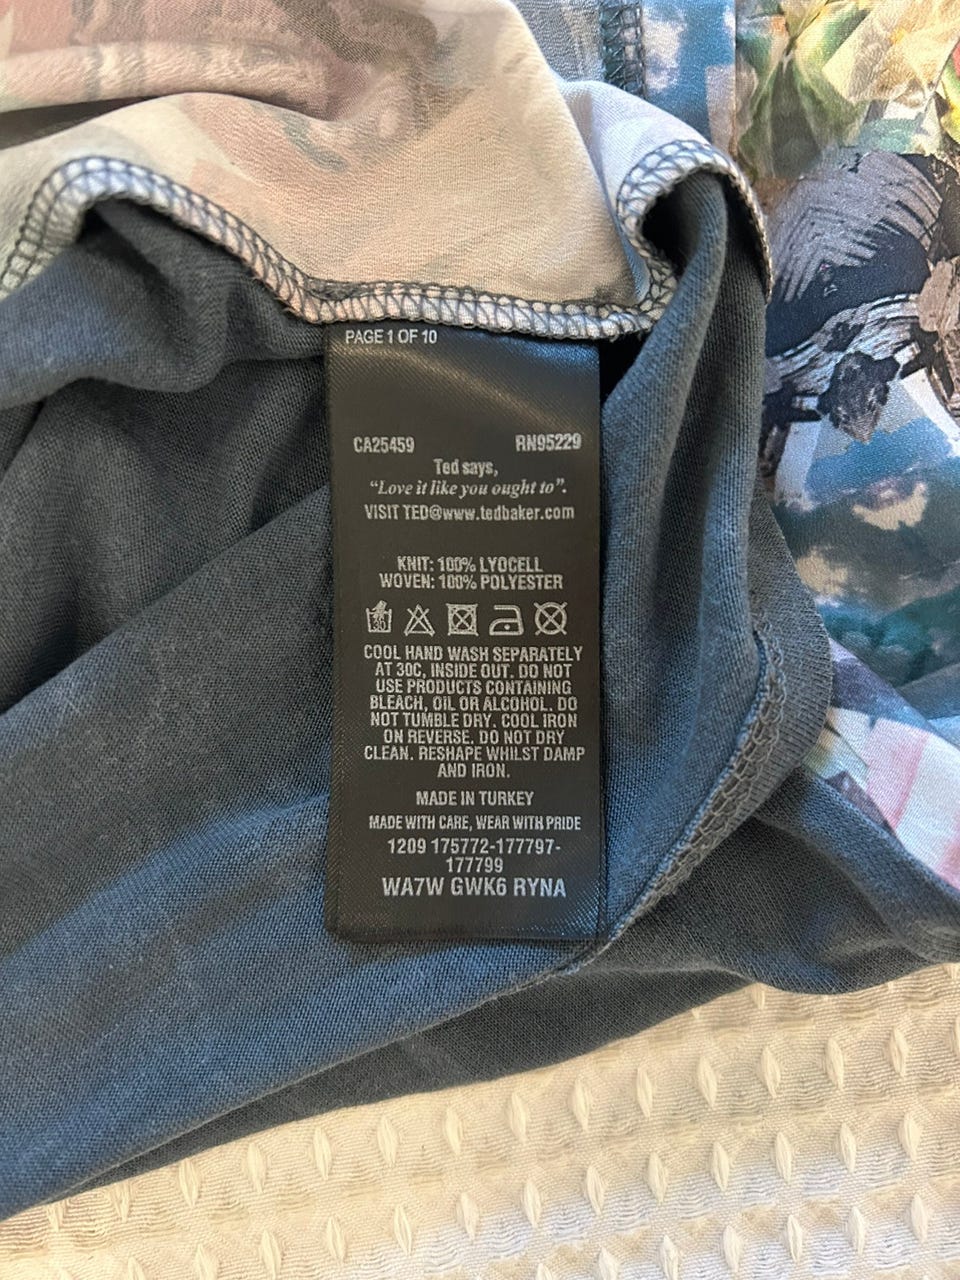 PAGE 1 OF 10
CA25459 RN95229
Ted says,
"Love it like you ought to".
VISIT TED@www.tedbaker.com
KNIT: 100% LYOCELL
WOVEN: 100% POLYESTER
30
COOL HAND WASH SEPARATELY
AT 30C, INSIDE OUT. DO NOT
USE PRODUCTS CONTAINING
BLEACH, OIL OR ALCOHOL. DO
NOT TUMBLE DRY. COOL IRON
ON REVERSE. DO NOT DRY
CLEAN. RESHAPE WHILST DAMP
AND IRON.
MADE IN TURKEY
MADE WITH CARE, WEAR WITH PRIDE
1209 175772-177797-
177799
WA7W GWK6 RYNA